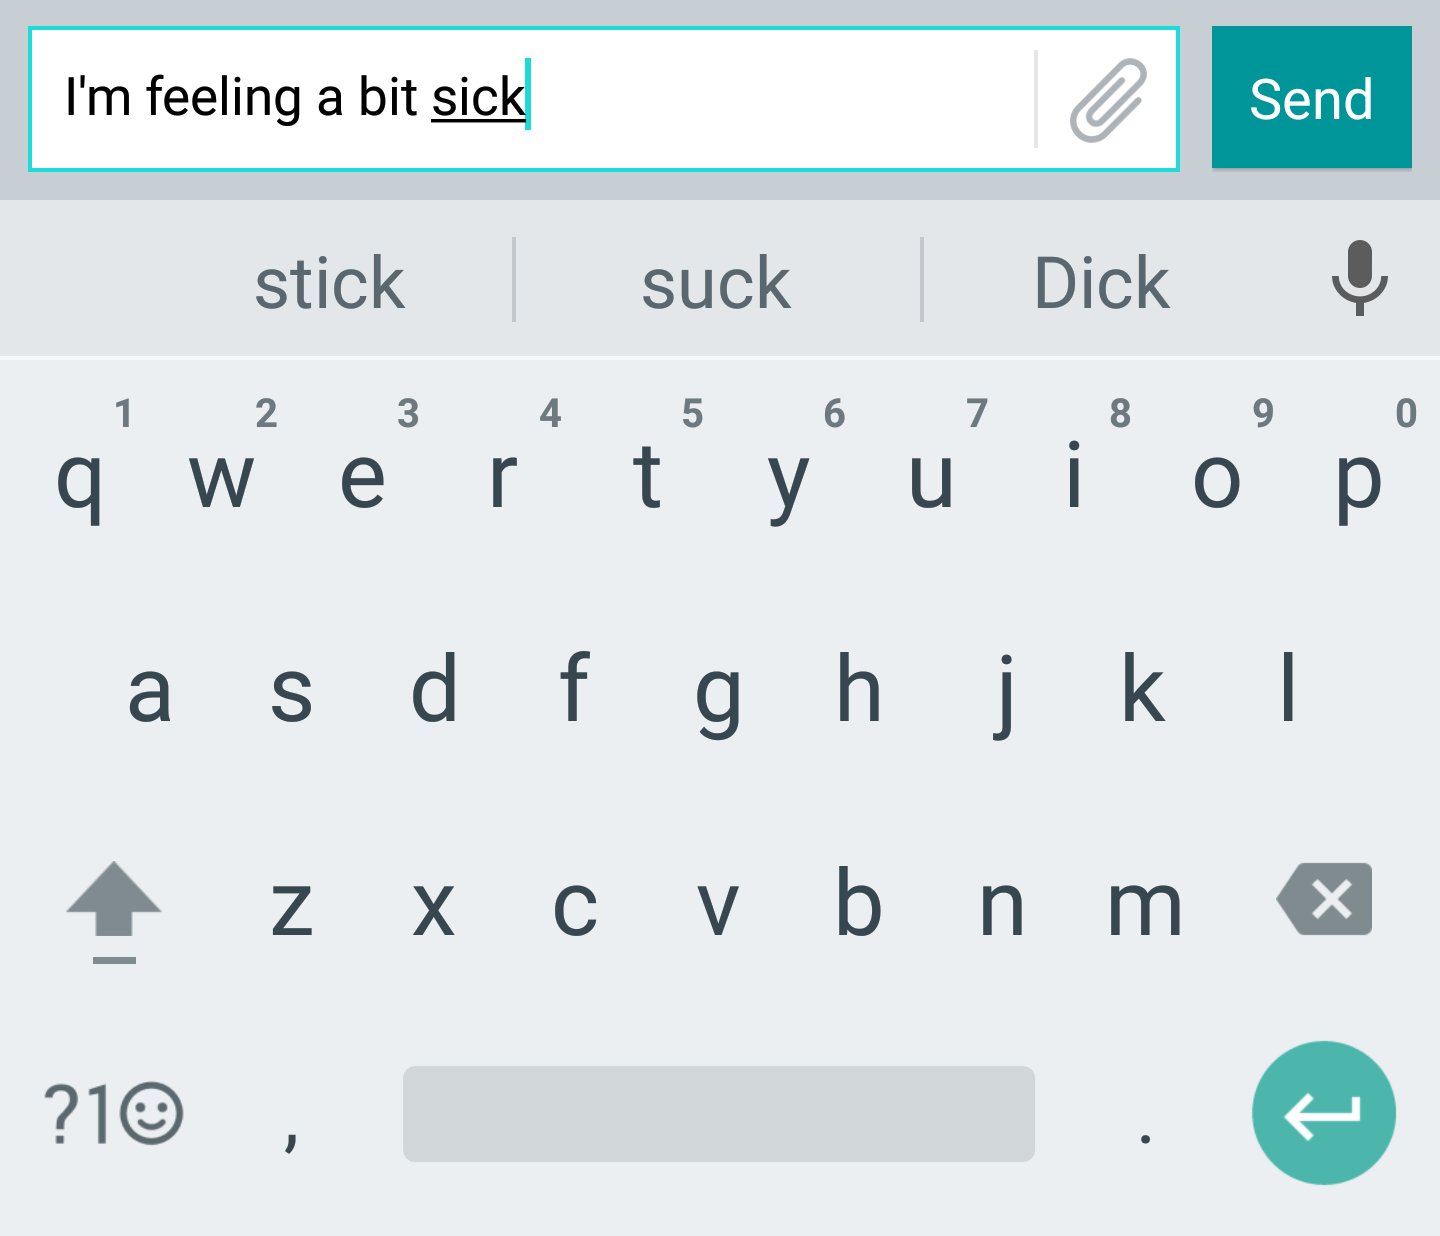 I'm feeling a bit sick
Send
stick suck Dick
1 2 3 4 5 6 7 8 9 0
q w e r t y u i o p
a s d f g h j k l
z x c v b n m
?1☺ , .